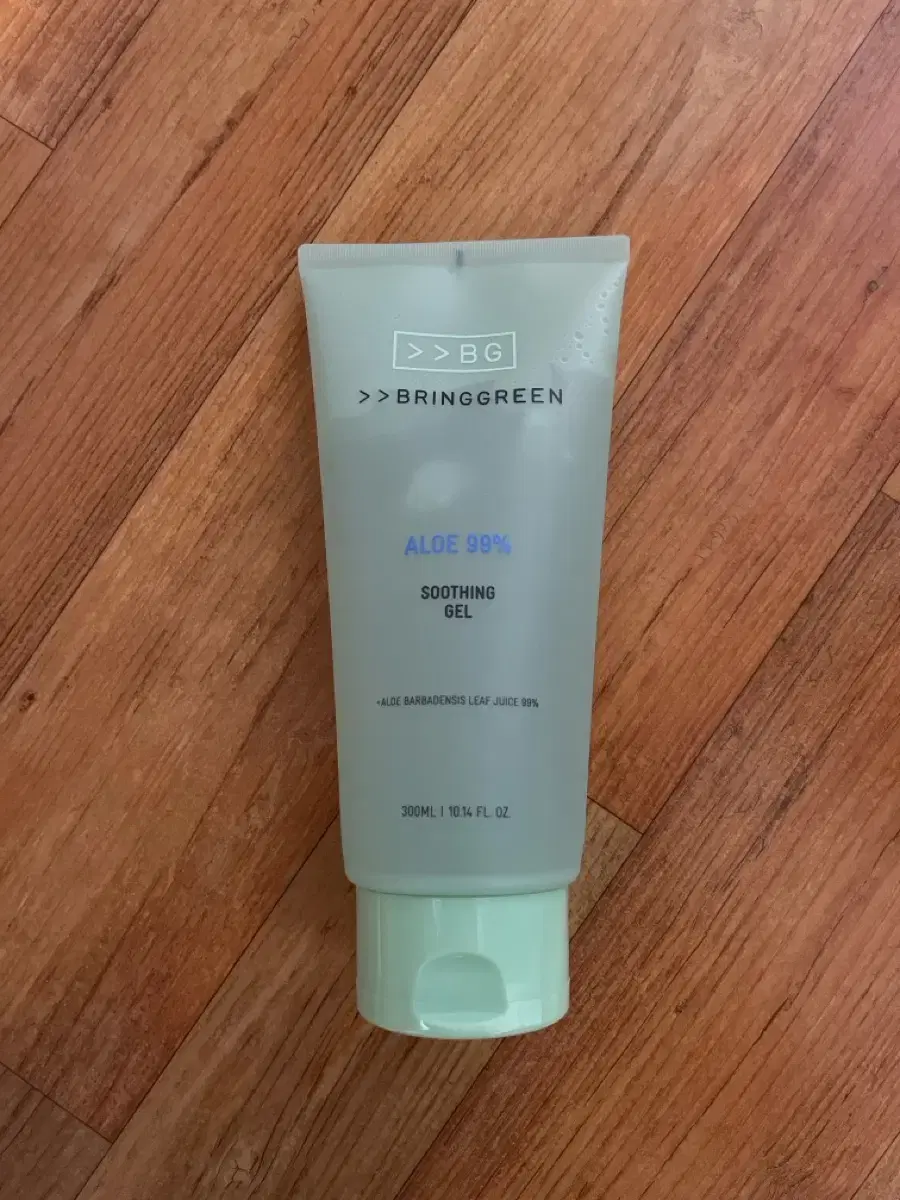 >>BG
>>BRINGGREEN
ALOE 99%
SOOTHING
GEL
•ALOE BARBADENSIS LEAF JUICE 99%
300ML | 10.14 FL. OZ.